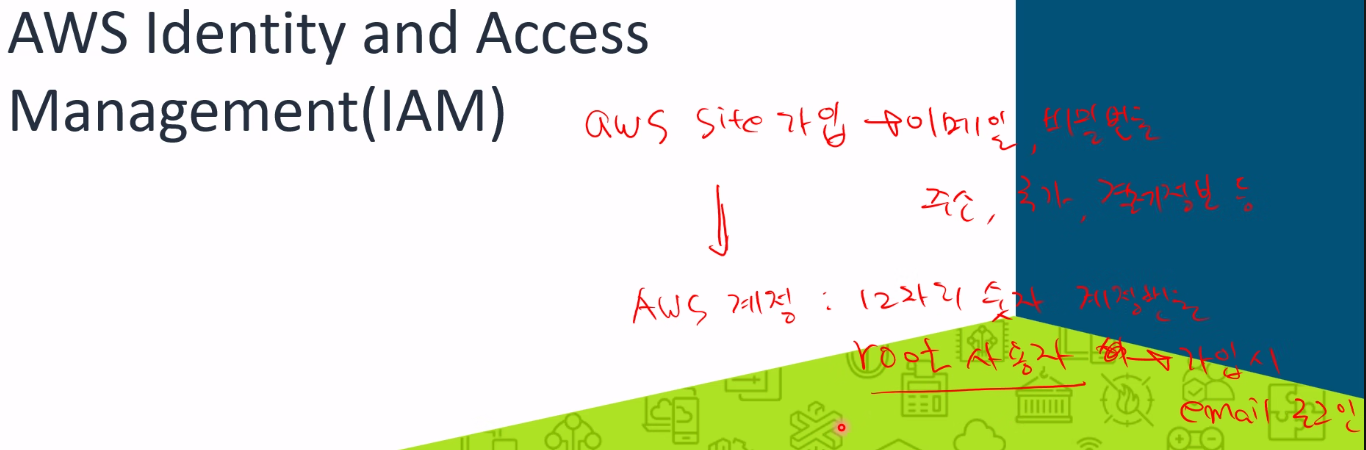 AWS Identity and Access
Management(IAM)
aws site 가입 → 이메일, 비밀번호
주소, 국가, 결제정보 등
↓
AWS 계정 : 12자리 숫자 계정번호
root 사용자 → 가입시
email 로그인